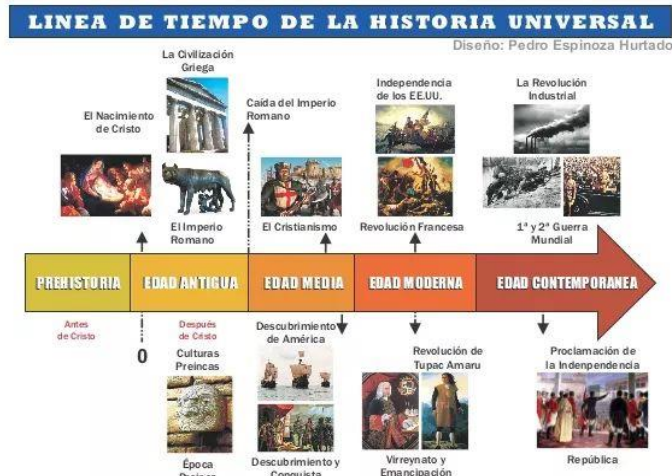 LINEA DE TIEMPO DE LA HISTORIA UNIVERSAL
Diseño: Pedro Espinoza Hurtado
La Civilización
Griega
El Nacimiento
de Cristo
Caída del Imperio
Romano
Independencia
de los EE.UU.
La Revolución
Industrial
El Imperio
Romano
El Cristianismo
Revolución Francesa
1ª y 2ª Guerra
Mundial
PREHISTORIA
EDAD ANTIGUA
EDAD MEDIA
EDAD MODERNA
EDAD CONTEMPORANEA
Antes
de Cristo
0
Después
de Cristo
Culturas
Preincas
Descubrimiento
de América
Revolución de
Tupac Amaru
Proclamación de
la Indenpendencia
Época
Descubrimiento y
Conquista
Virreynato y
Emancipación
República